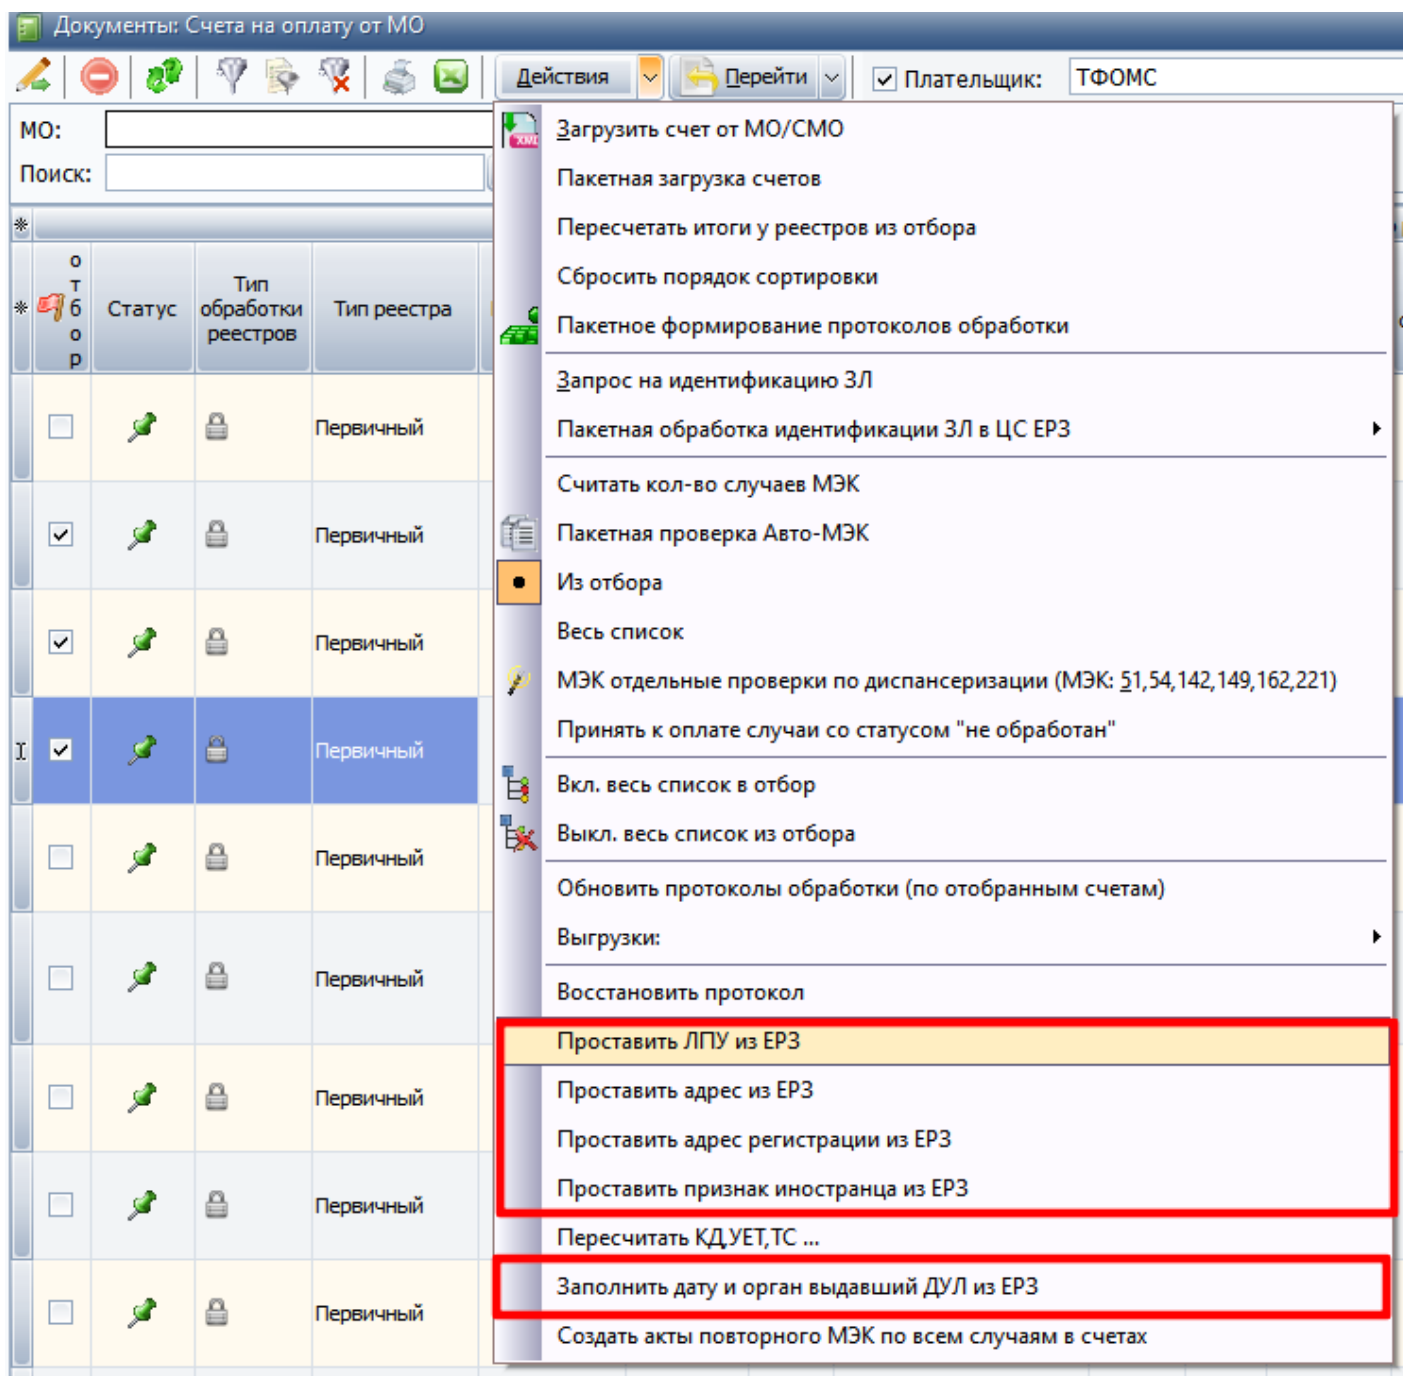 Документы: Счета на оплату от МО
Действия
Перейти
Плательщик:
ТФОМС
МО:
Поиск:
отбор
Статус
Тип
обработки
реестров
Тип реестра
Первичный
Первичный
Первичный
Первичный
Первичный
Первичный
Первичный
Первичный
Первичный
Загрузить счет от МО/СМО
Пакетная загрузка счетов
Пересчетать итоги у реестров из отбора
Сбросить порядок сортировки
Пакетное формирование протоколов обработки
Запрос на идентификацию ЗЛ
Пакетная обработка идентификации ЗЛ в ЦС ЕРЗ
Считать кол-во случаев МЭК
Пакетная проверка Авто-МЭК
Из отбора
Весь список
МЭК отдельные проверки по диспансеризации (МЭК: 51,54,142,149,162,221)
Принять к оплате случаи со статусом "не обработан"
Вкл. весь список в отбор
Выкл. весь список из отбора
Обновить протоколы обработки (по отобранным счетам)
Выгрузки:
Восстановить протокол
Проставить ЛПУ из ЕРЗ
Проставить адрес из ЕРЗ
Проставить адрес регистрации из ЕРЗ
Проставить признак иностранца из ЕРЗ
Пересчитать КД,УЕТ,ТС ...
Заполнить дату и орган выдавший ДУЛ из ЕРЗ
Создать акты повторного МЭК по всем случаям в счетах